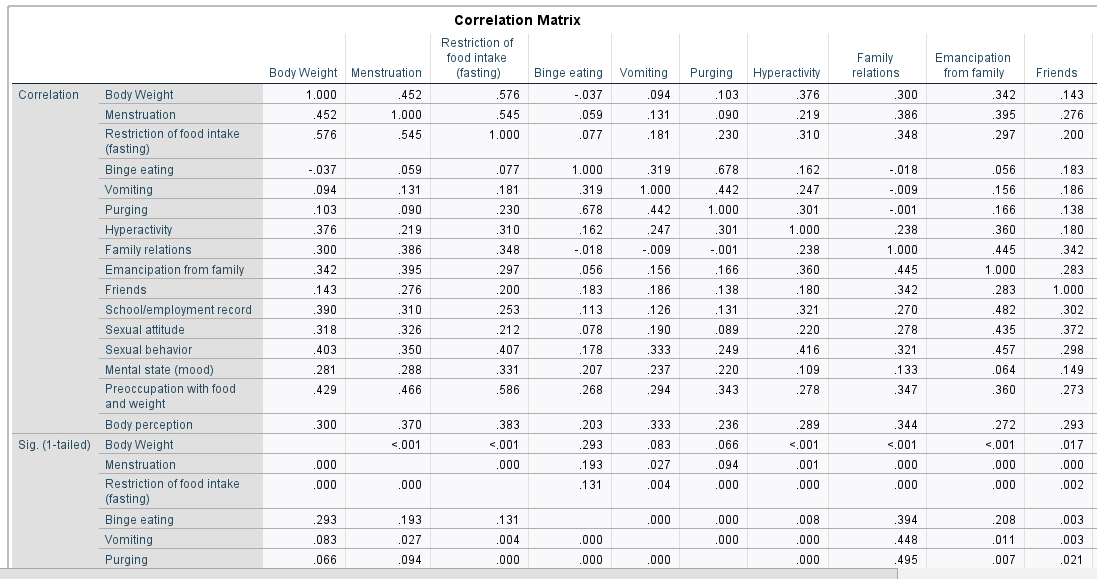 Correlation Matrix
Body Weight Menstruation Restriction of food intake (fasting) Binge eating Vomiting Purging Hyperactivity Family relations Emancipation from family Friends
Correlation Body Weight 1.000 .452 .576 -.037 .094 .103 .376 .300 .342 .143
Menstruation .452 1.000 .545 .059 .131 .090 .219 .386 .395 .276
Restriction of food intake (fasting) .576 .545 1.000 .077 .181 .230 .310 .348 .297 .200
Binge eating -.037 .059 .077 1.000 .319 .678 .162 -.018 .056 .183
Vomiting .094 .131 .181 .319 1.000 .442 .247 -.009 .156 .186
Purging .103 .090 .230 .678 .442 1.000 .301 -.001 .166 .138
Hyperactivity .376 .219 .310 .162 .247 .301 1.000 .238 .360 .180
Family relations .300 .386 .348 -.018 -.009 -.001 .238 1.000 .445 .342
Emancipation from family .342 .395 .297 .056 .156 .166 .360 .445 1.000 .283
Friends .143 .276 .200 .183 .186 .138 .180 .342 .283 1.000
School/employment record .390 .310 .253 .113 .126 .131 .321 .270 .482 .302
Sexual attitude .318 .326 .212 .078 .190 .089 .220 .278 .435 .372
Sexual behavior .403 .350 .407 .178 .333 .249 .416 .321 .457 .298
Mental state (mood) .281 .288 .331 .207 .237 .220 .109 .133 .064 .149
Preoccupation with food and weight .429 .466 .586 .268 .294 .343 .278 .347 .360 .273
Body perception .300 .370 .383 .203 .333 .236 .289 .344 .272 .293
Sig. (1-tailed) Body Weight <.001 <.001 .293 .083 .066 <.001 <.001 <.001 .017
Menstruation .000 .000 .193 .027 .094 .001 .000 .000 .000
Restriction of food intake (fasting) .000 .000 .131 .004 .000 .000 .000 .000 .002
Binge eating .293 .193 .131 .000 .000 .008 .394 .208 .003
Vomiting .083 .027 .004 .000 .000 .000 .448 .011 .003
Purging .066 .094 .000 .000 .000 .000 .495 .007 .021